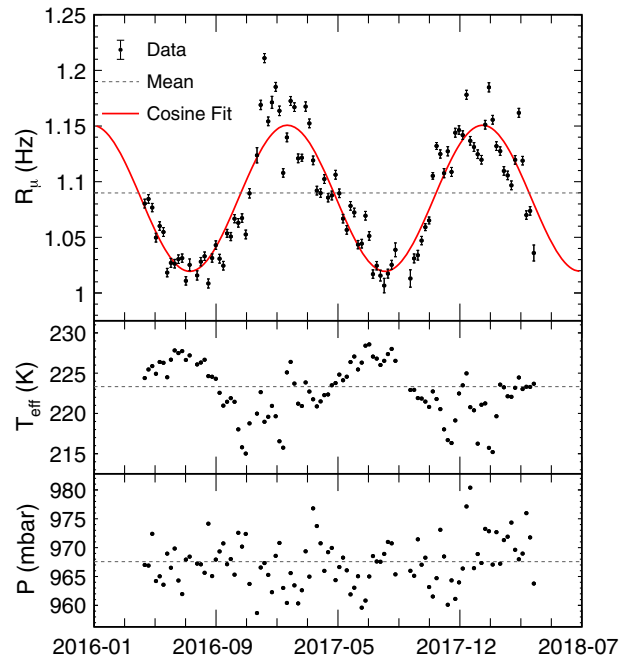 1.25
1.2
1.15
1.1
1.05
1
R_μ (Hz)
Data
Mean
Cosine Fit
230
225
220
215
T_eff (K)
980
975
970
965
960
P (mbar)
2016-01 2016-09 2017-05 2017-12 2018-07